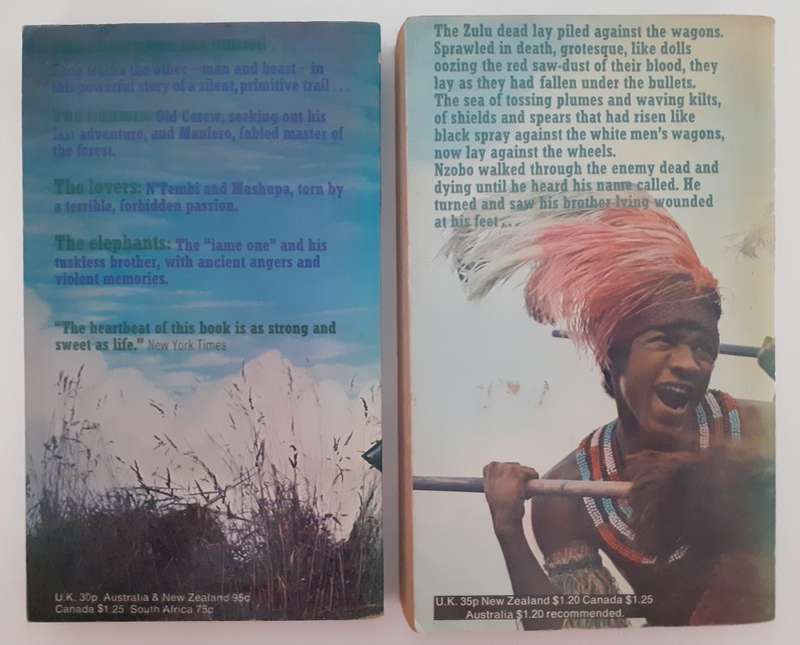 Each stalks the other—man and beast—in
this powerful story of a silent, primitive trail...
The hunters: Old Carew, seeking out his
last adventure, and Maulero, fabled master of
the forest.
The lovers: N'Tembi and Mashupa, torn by
a terrible, forbidden passion.
The elephants: The "lame one" and his
tuskless brother, with ancient angers and
violent memories.
"The heartbeat of this book is as strong and
sweet as life." New York Times
U.K. 30p Australia & New Zealand 95c
Canada $1.25 South Africa 75c
The Zulu dead lay piled against the wagons.
Sprawled in death, grotesque, like dolls
oozing the red saw-dust of their blood, they
lay as they had fallen under the bullets.
The sea of tossing plumes and waving kilts,
of shields and spears that had risen like
black spray against the white men's wagons,
now lay against the wheels.
Nzobo walked through the enemy dead and
dying until he heard his name called. He
turned and saw his brother lying wounded
at his feet...
U.K. 35p New Zealand $1.20 Canada $1.25
Australia $1.20 recommended.